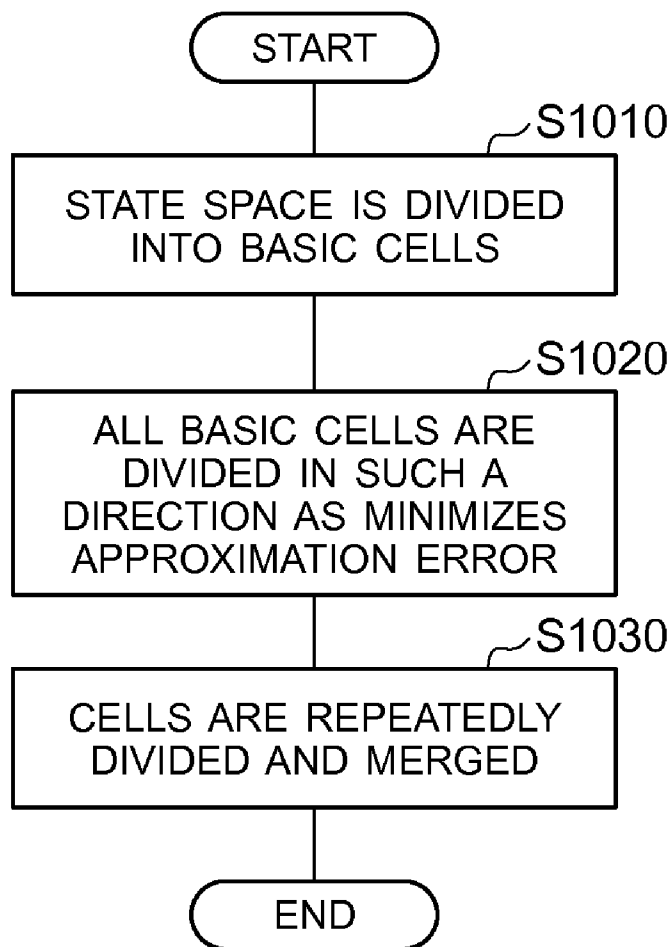 START
S1010
STATE SPACE IS DIVIDED
INTO BASIC CELLS
S1020
ALL BASIC CELLS ARE
DIVIDED IN SUCH A
DIRECTION AS MINIMIZES
APPROXIMATION ERROR
S1030
CELLS ARE REPEATEDLY
DIVIDED AND MERGED
END